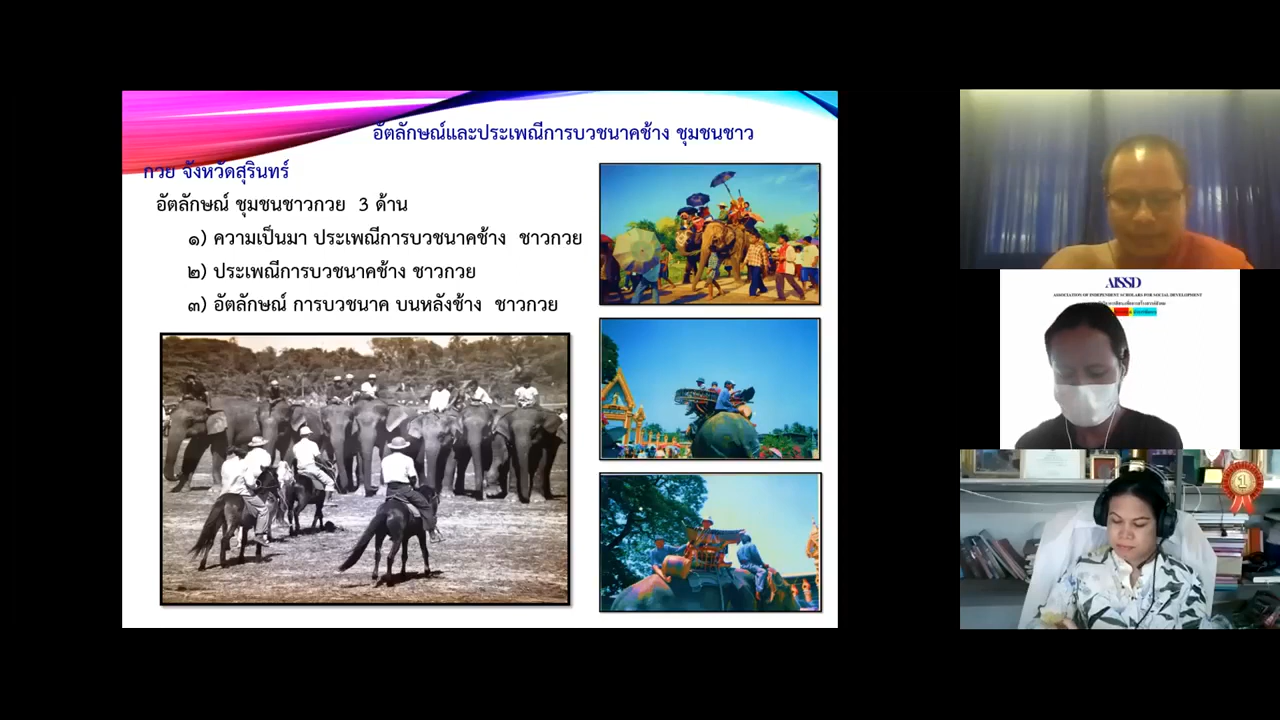 อัตลักษณ์และประเพณีการบวชนาคช้าง ชุมชนชาว
กวย จังหวัดสุรินทร์
อัตลักษณ์ ชุมชนชาวกวย 3 ด้าน
๑) ความเป็นมา ประเพณีการบวชนาคช้าง ชาวกวย
๒) ประเพณีการบวชนาคช้าง ชาวกวย
๓) อัตลักษณ์ การบวชนาค บนหลังช้าง ชาวกวย
AISSD
ASSOCIATION OF INDEPENDENT SCHOLARS FOR SOCIAL DEVELOPMENT
1